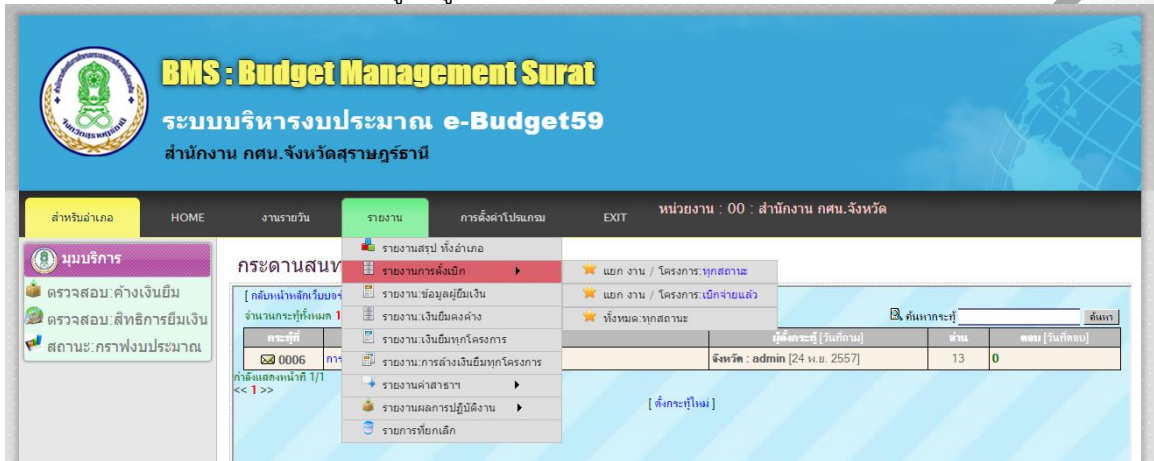 BMS : Budget Management Surat
ระบบบริหารงบประมาณ e-Budget59
สำนักงาน กศน.จังหวัดสุราษฎร์ธานี
สำหรับอำเภอ HOME งานรายวัน รายงาน การตั้งค่าโปรแกรม EXIT หน่วยงาน : 00 : สำนักงาน กศน.จังหวัด
มุมบริการ
ตรวจสอบ:ค้างเงินยืม
ตรวจสอบ:สิทธิการยืมเงิน
สถานะ:กราฟงบประมาณ
รายงานสรุป ทั้งอำเภอ
รายงานการตั้งเบิก
รายงาน:ข้อมูลผู้ยืมเงิน
รายงาน:เงินยืมคงค้าง
รายงาน:เงินยืมทุกโครงการ
รายงาน:การล้างเงินยืมทุกโครงการ
รายงานค่าสาธาฯ
รายงานผลการปฏิบัติงาน
รายการที่ยกเลิก
แยก งาน / โครงการ:ทุกสถานะ
แยก งาน / โครงการ:เบิกจ่ายแล้ว
ทั้งหมด:ทุกสถานะ
กระดานสนท
[ กลับหน้าหลักเว็บบอร์
จำนวนกระทู้ทั้งหมด 1
ค้นหากระทู้ ค้นหา
กระทู้ที่ ผู้ตั้งกระทู้ [วันที่ถาม] อ่าน ตอบ [วันที่ตอบ]
0006 การ จังหวัด : admin [24 พ.ย. 2557] 13 0
กำลังแสดงหน้าที่ 1/1
<< 1 >>
[ ตั้งกระทู้ใหม่ ]